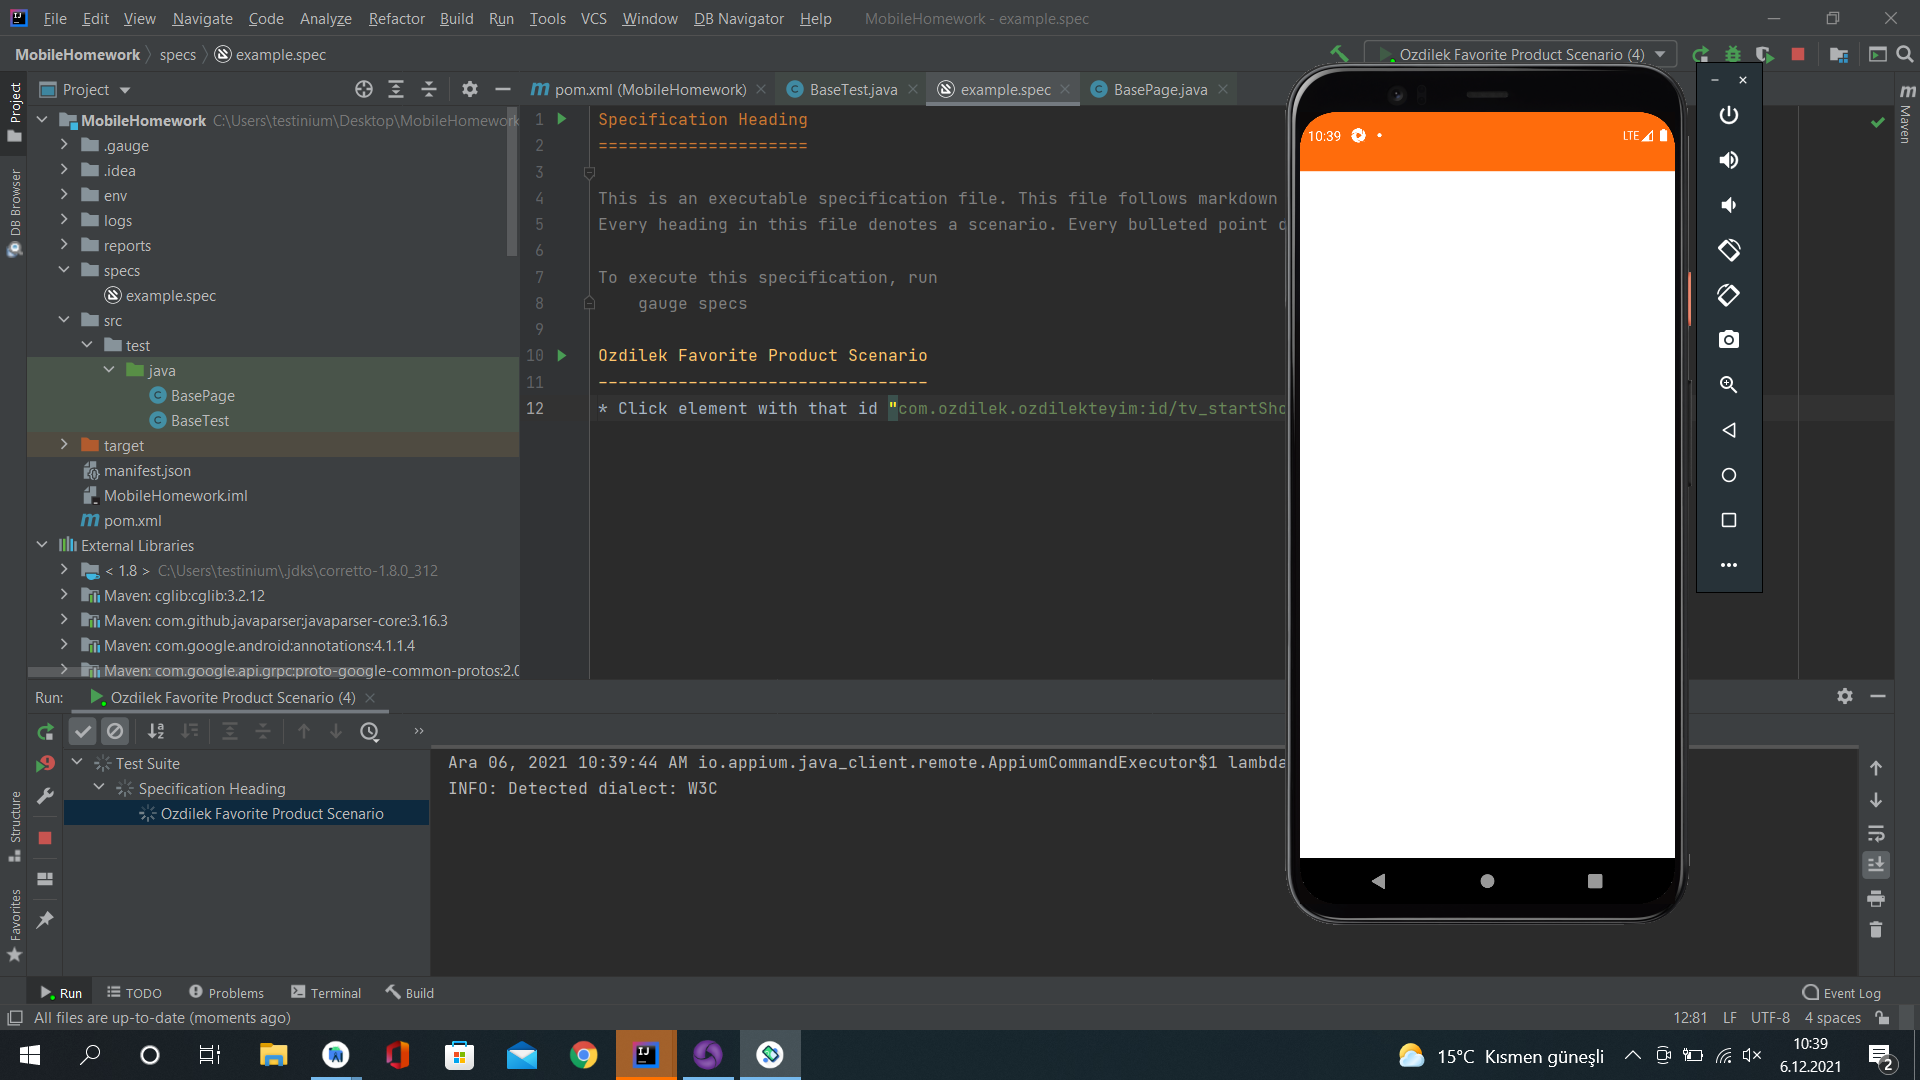 File Edit View Navigate Code Analyze Refactor Build Run Tools VCS Window DB Navigator Help MobileHomework - example.spec
MobileHomework specs example.spec
Ozdilek Favorite Product Scenario (4)
Project
pom.xml (MobileHomework) BaseTest.java example.spec BasePage.java
Project
DB Browser
Structure
Favorites
Maven
MobileHomework C:\Users\testinium\Desktop\MobileHomework
.gauge
.idea
env
logs
reports
specs
example.spec
src
test
java
BasePage
BaseTest
target
manifest.json
MobileHomework.iml
pom.xml
External Libraries
< 1.8 > C:\Users\testinium\.jdks\corretto-1.8.0_312
Maven: cglib:cglib:3.2.12
Maven: com.github.javaparser:javaparser-core:3.16.3
Maven: com.google.android:annotations:4.1.1.4
Maven: com.google.api.grpc:proto-google-common-protos:2.0
1 Specification Heading
2 =====================
3
4 This is an executable specification file. This file follows markdown
5 Every heading in this file denotes a scenario. Every bulleted point d
6
7 To execute this specification, run
8 gauge specs
9
10 Ozdilek Favorite Product Scenario
11 ---------------------------------
12 * Click element with that id "com.ozdilek.ozdilekteyim:id/tv_startSho
10:39 LTE
Run: Ozdilek Favorite Product Scenario (4)
Test Suite
Specification Heading
Ozdilek Favorite Product Scenario
Ara 06, 2021 10:39:44 AM io.appium.java_client.remote.AppiumCommandExecutor$1 lambda
INFO: Detected dialect: W3C
Run TODO Problems Terminal Build Event Log
All files are up-to-date (moments ago) 12:81 LF UTF-8 4 spaces
15°C Kısmen güneşli
10:39
6.12.2021
2